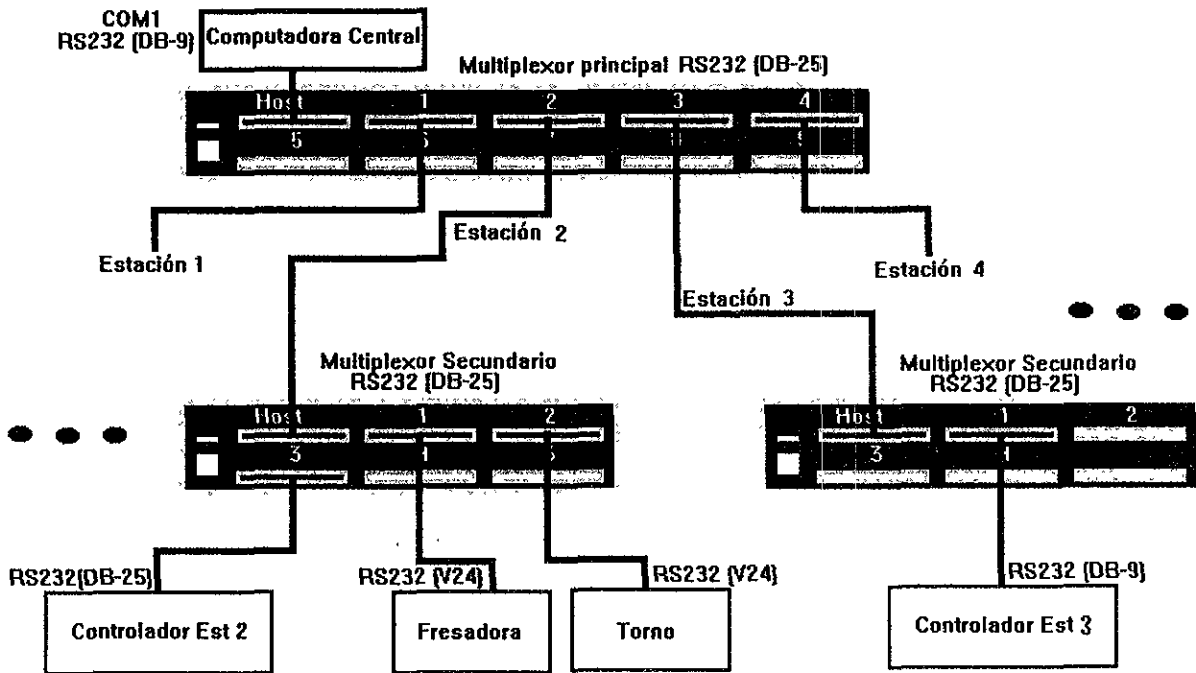 COM1
RS232 (DB-9)
Computadora Central
Multiplexor principal RS232 (DB-25)
Host 1 2 3 4
5 6
Estación 1
Estación 2
Estación 3
Estación 4
Multiplexor Secundario
RS232 (DB-25)
Host 1 2
3
Multiplexor Secundario
RS232 (DB-25)
Host 1 2
3
RS232(DB-25)
RS232 (V24)
RS232 (V24)
RS232 (DB-9)
Controlador Est 2
Fresadora
Torno
Controlador Est 3